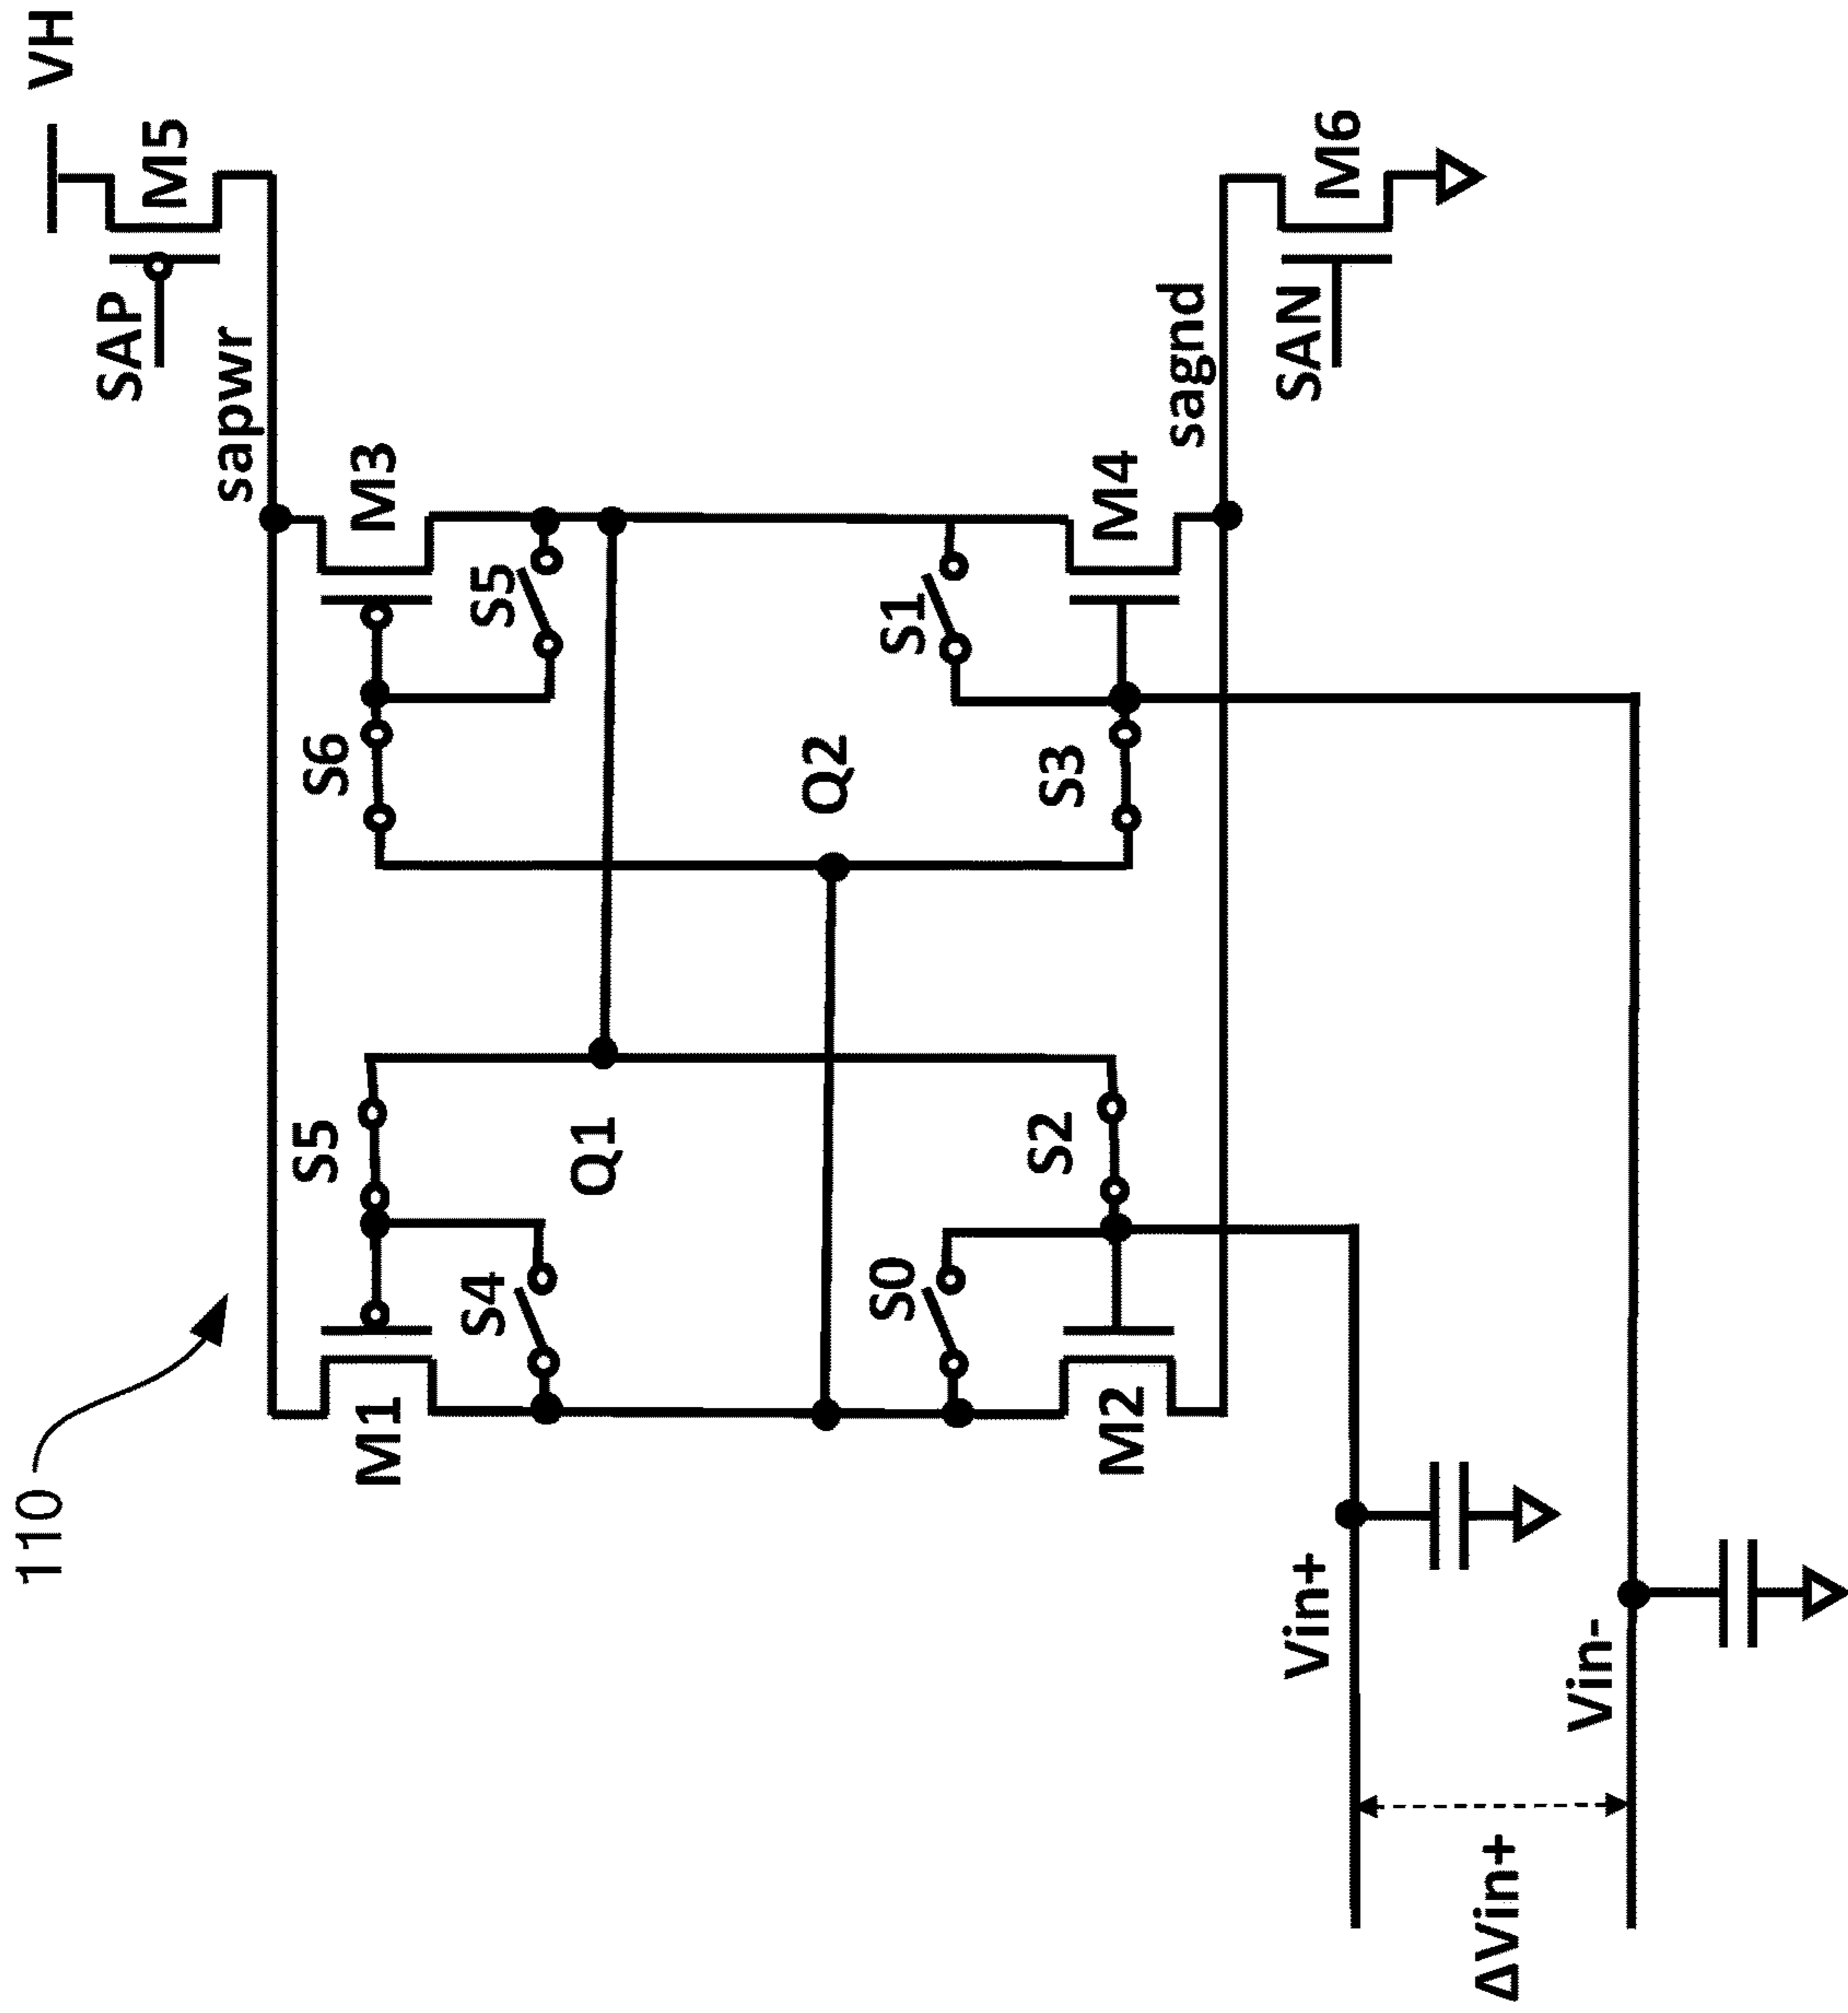 110
VH
SAP
M5
sapwr
M1
S5
S6
M3
S4
S5
Q1
Q2
S0
S1
M2
S2
S3
M4
sagnd
SAN
M6
Vin+
Vin-
ΔVin+